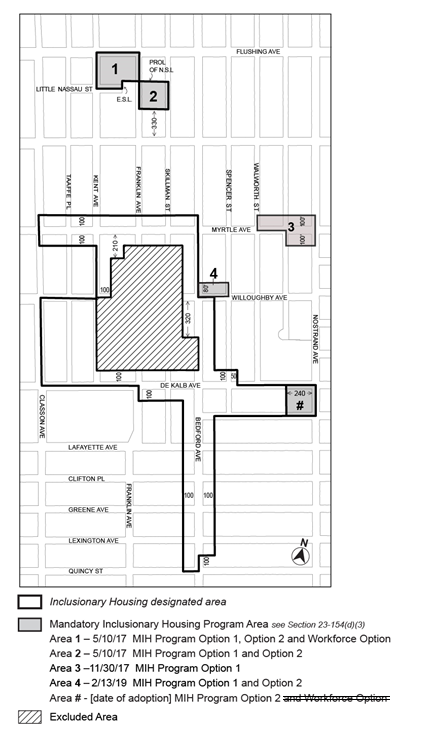 FLUSHING AVE
1
PROL
OF N.S.L
LITTLE NASSAU ST
E.S.L
2
330
TAAFFE PL
KENT AVE
FRANKLIN AVE
SKILLMAN ST
SPENCER ST
WALWORTH ST
100
3
100'
MYRTLE AVE
100
210
100'
4
100
80'
WILLOUGHBY AVE
320
NOSTRAND AVE
100
100
50
DE KALB AVE
100
240
#
CLASSON AVE
BEDFORD AVE
LAFAYETTE AVE
CLIFTON PL
FRANKLIN AVE
100
100
GREENE AVE
LEXINGTON AVE
N
100
QUINCY ST
Inclusionary Housing designated area
Mandatory Inclusionary Housing Program Area see Section 23-154(d)(3)
Area 1 – 5/10/17 MIH Program Option 1, Option 2 and Workforce Option
Area 2 – 5/10/17 MIH Program Option 1 and Option 2
Area 3 –11/30/17 MIH Program Option 1
Area 4 – 2/13/19 MIH Program Option 1 and Option 2
Area # - [date of adoption] MIH Program Option 2 and Workforce Option
Excluded Area